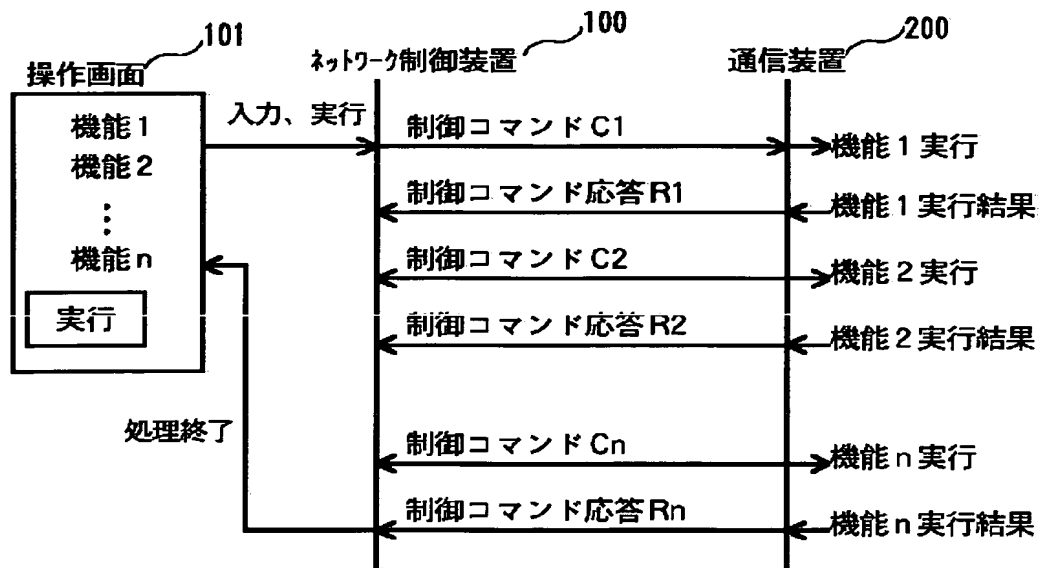 101
100
200
操作画面
ネットワーク制御装置
通信装置
機能1
機能2
機能n
実行
入力、実行
制御コマンドC1
機能1実行
制御コマンド応答R1
機能1実行結果
制御コマンドC2
機能2実行
制御コマンド応答R2
機能2実行結果
処理終了
制御コマンドCn
機能n実行
制御コマンド応答Rn
機能n実行結果